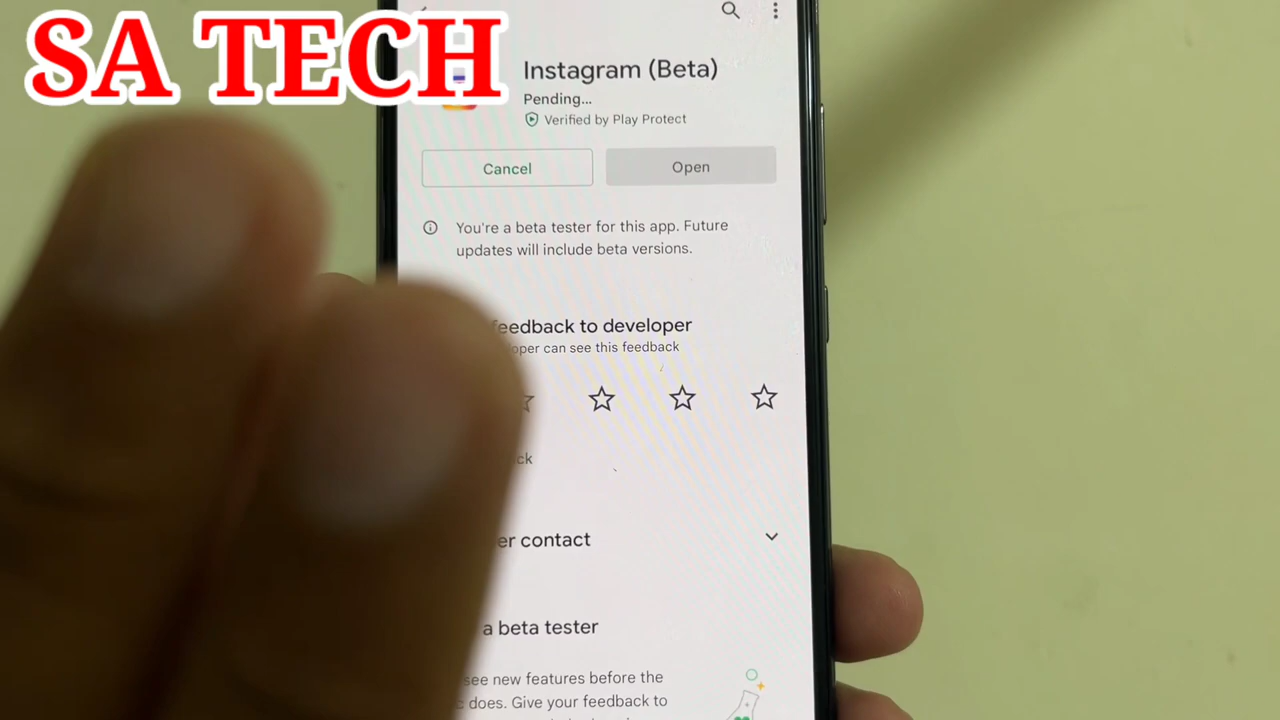 SA TECH
Instagram (Beta)
Pending...
Verified by Play Protect
Cancel
Open
You're a beta tester for this app. Future
updates will include beta versions.
feedback to developer
can see this feedback
contact
a beta tester
see new features before the
does. Give your feedback to